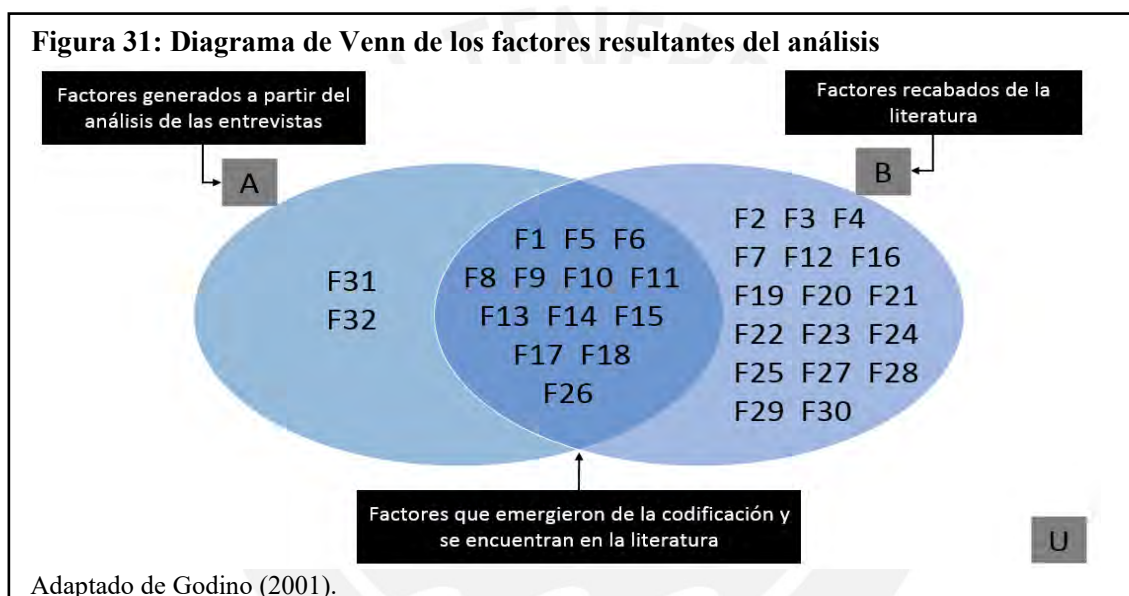 Figura 31: Diagrama de Venn de los factores resultantes del análisis
Factores generados a partir del
análisis de las entrevistas
Factores recabados de la
literatura
A
B
F31
F32
F1 F5 F6
F8 F9 F10 F11
F13 F14 F15
F17 F18
F26
F2 F3 F4
F7 F12 F16
F19 F20 F21
F22 F23 F24
F25 F27 F28
F29 F30
Factores que emergieron de la codificación y
se encuentran en la literatura
U
Adaptado de Godino (2001).